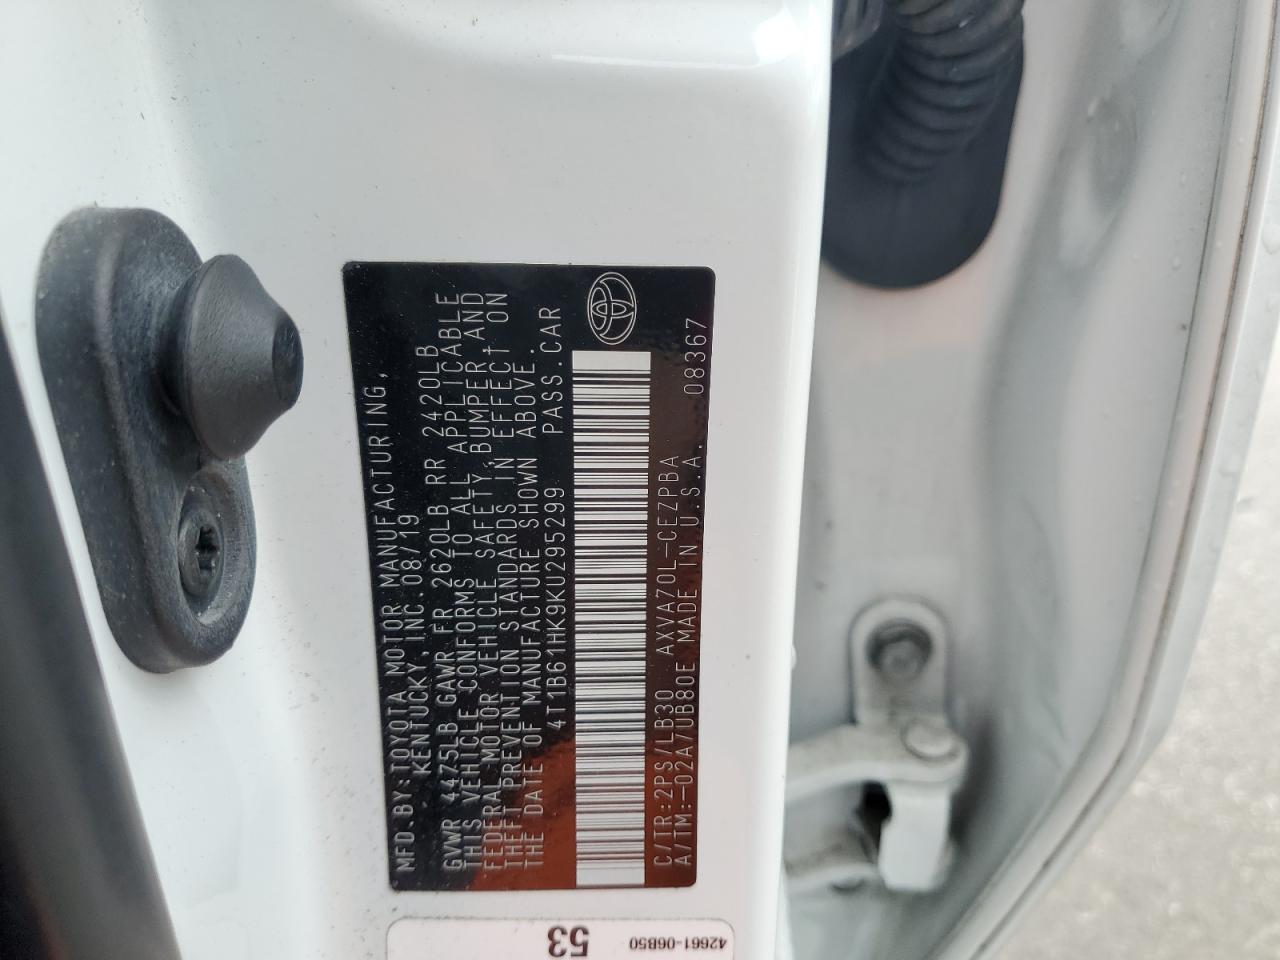 MFD.BY:TOYOTA MOTOR MANUFACTURING,
KENTUCKY,INC.08/19
GVWR 4475LB GAWR FR 2620LB RR 2420LB
THIS VEHICLE CONFORMS TO ALL APPLICABLE
FEDERAL MOTOR VEHICLE SAFETY,BUMPER,AND
THEFT PREVENTION STANDARDS IN EFFECT ON
THE DATE OF MANUFACTURE SHOWN ABOVE.
4T1B61HK9KU295299 PASS.CAR
C/TR:2PS/LB30 AXVA70L-CEZPBA
A/TM:-02A/UB80E MADE IN U.S.A. 08367
53
42661-06B50